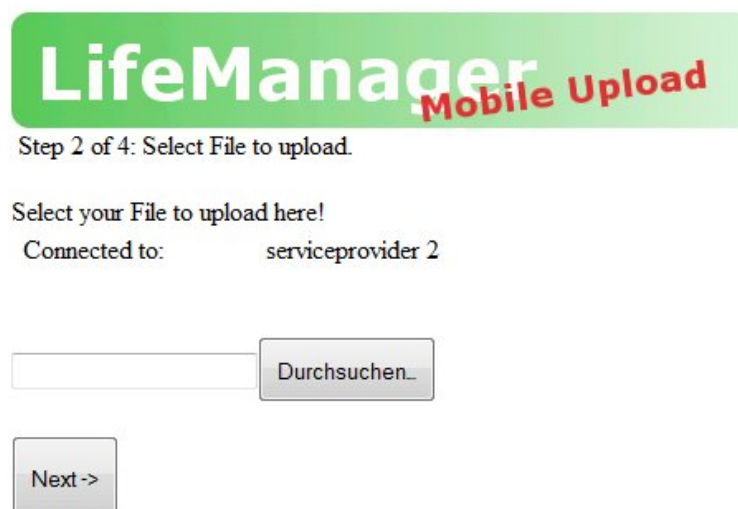 LifeManager
Mobile Upload
Step 2 of 4: Select File to upload.
Select your File to upload here!
Connected to: serviceprovider 2
Durchsuchen...
Next ->